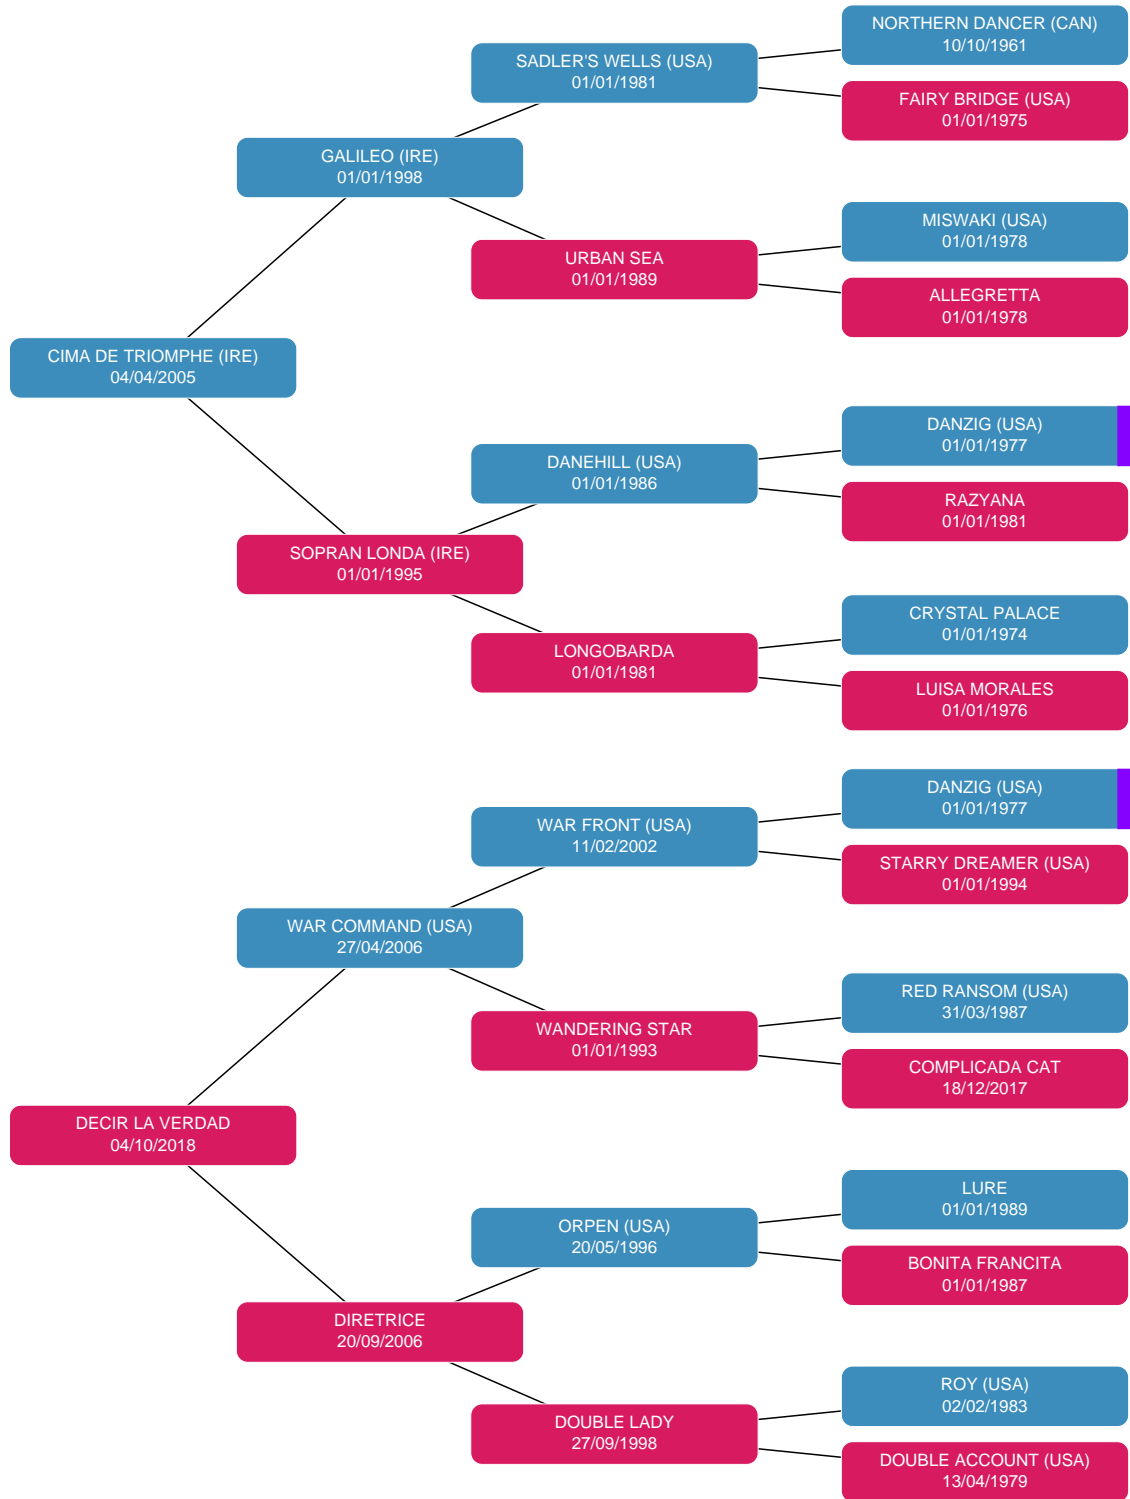 NORTHERN DANCER (CAN)
10/10/1961
SADLER'S WELLS (USA)
01/01/1981
FAIRY BRIDGE (USA)
01/01/1975
GALILEO (IRE)
01/01/1998
MISWAKI (USA)
01/01/1978
URBAN SEA
01/01/1989
ALLEGRETTA
01/01/1978
CIMA DE TRIOMPHE (IRE)
04/04/2005
DANZIG (USA)
01/01/1977
DANEHILL (USA)
01/01/1986
RAZYANA
01/01/1981
SOPRAN LONDA (IRE)
01/01/1995
CRYSTAL PALACE
01/01/1974
LONGOBARDA
01/01/1981
LUISA MORALES
01/01/1976
DANZIG (USA)
01/01/1977
WAR FRONT (USA)
11/02/2002
STARRY DREAMER (USA)
01/01/1994
WAR COMMAND (USA)
27/04/2006
RED RANSOM (USA)
31/03/1987
WANDERING STAR
01/01/1993
COMPLICADA CAT
18/12/2017
DECIR LA VERDAD
04/10/2018
LURE
01/01/1989
ORPEN (USA)
20/05/1996
BONITA FRANCITA
01/01/1987
DIRETRICE
20/09/2006
ROY (USA)
02/02/1983
DOUBLE LADY
27/09/1998
DOUBLE ACCOUNT (USA)
13/04/1979